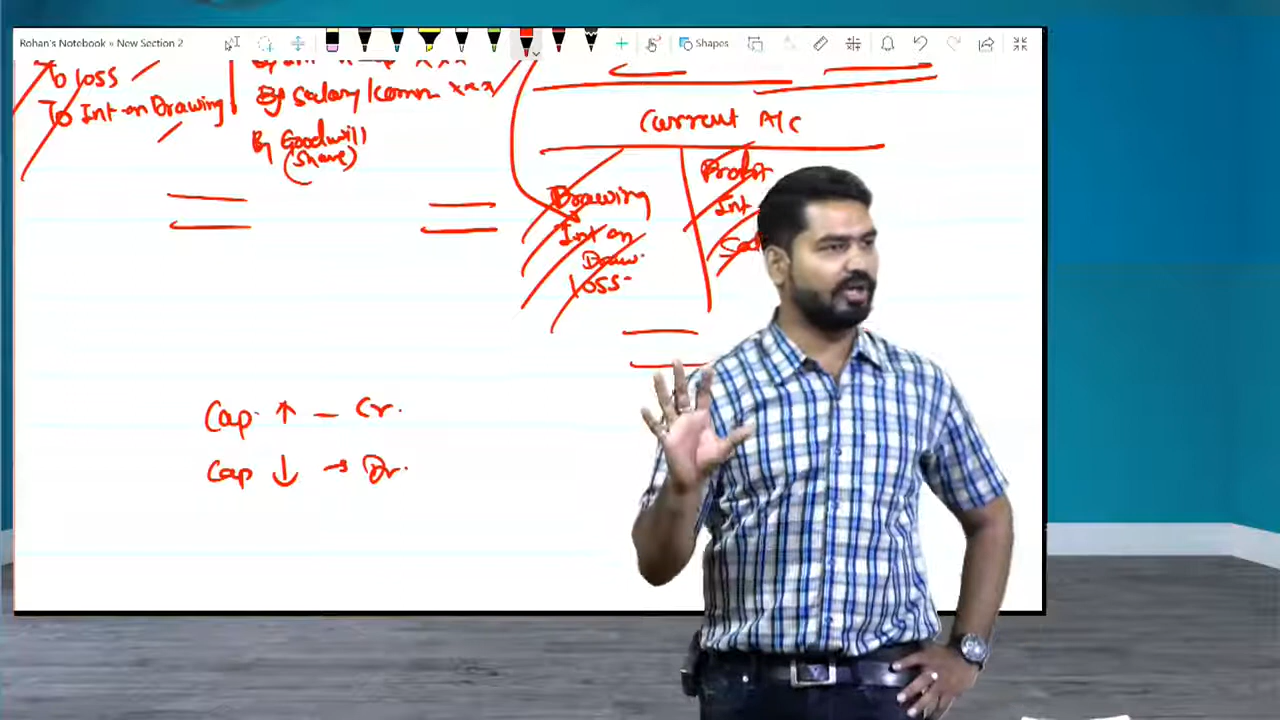 Rohan's Notebook » New Section 2
Shapes
To loss
To Int on Drawing
By Salary/Comm xxx
By Goodwill
(Share)
Current A/c
Drawing
Int on
Draw.
loss
Profit
Int
Cap ↑ – Cr.
Cap ↓ → Dr.